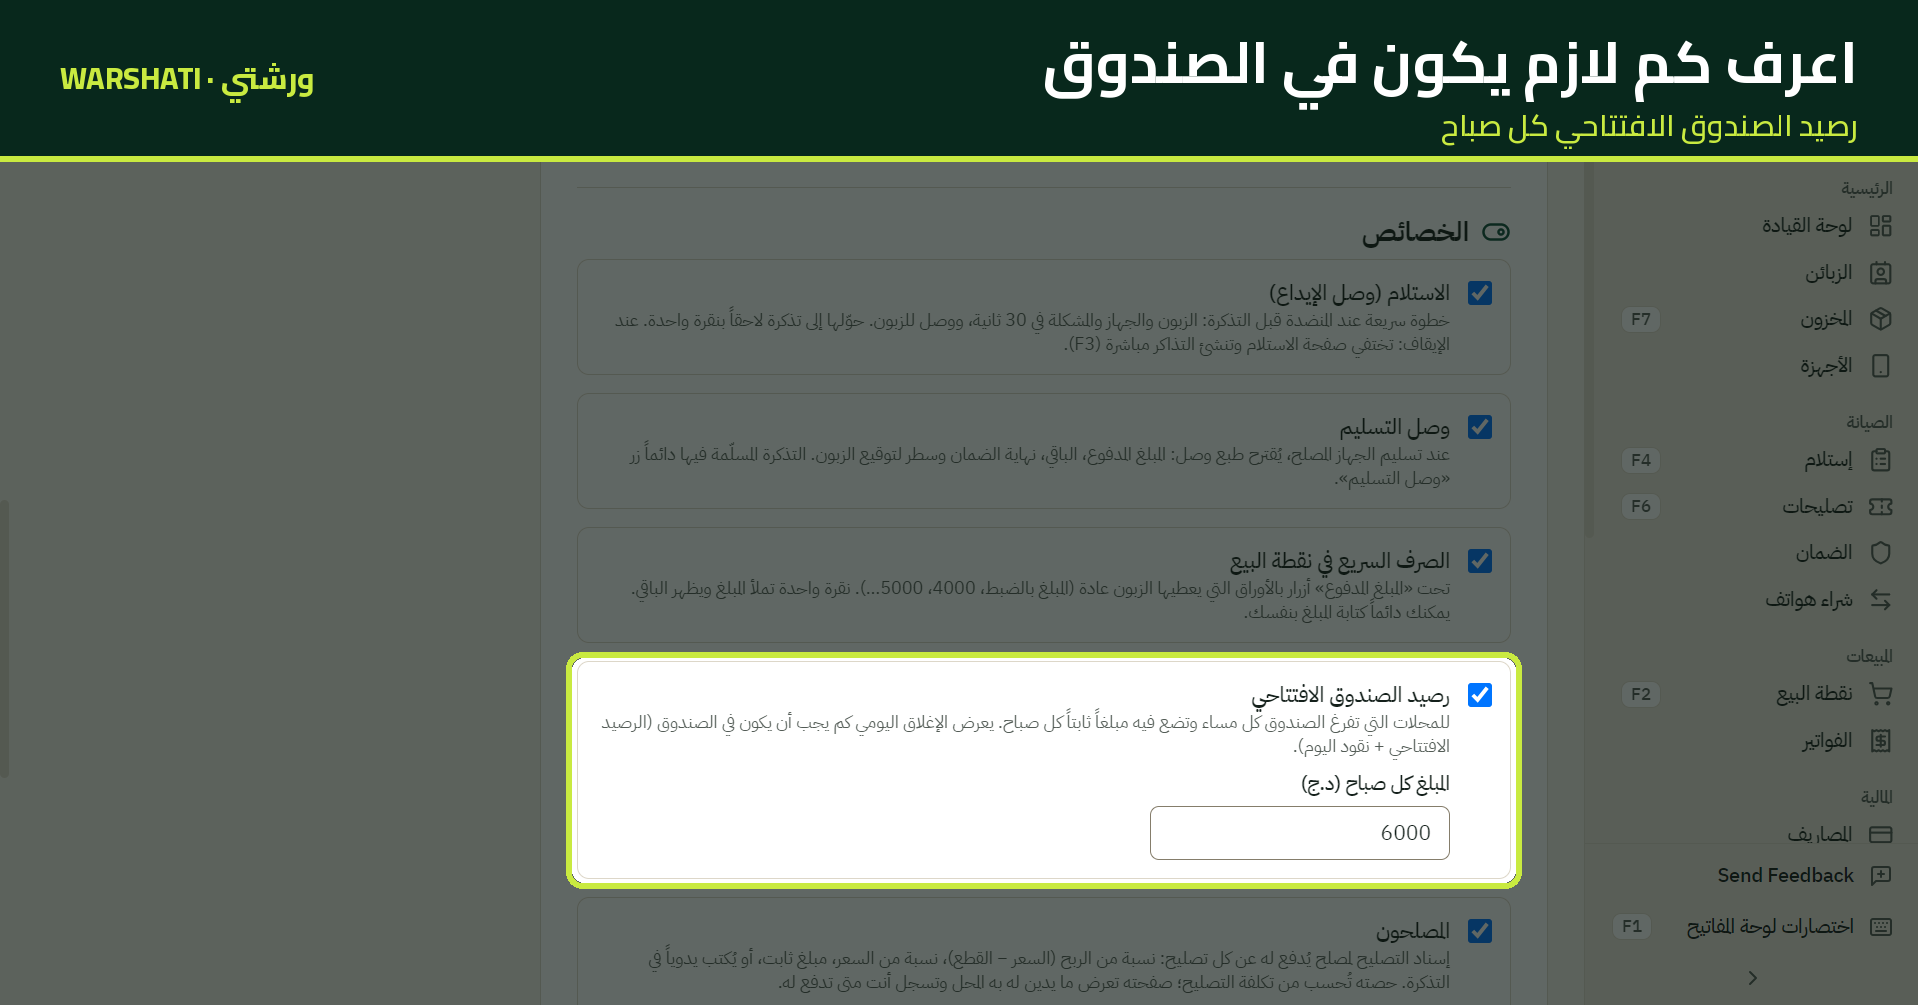 اعرف كم لازم يكون في الصندوق
رصيد الصندوق الافتتاحي كل صباح
ورشتي · WARSHATI
الرئيسية
لوحة القيادة
الزبائن
المخزون F7
الأجهزة
الصيانة
إستلام F4
تصليحات F6
الضمان
شراء هواتف
المبيعات
نقطة البيع F2
الفواتير
المالية
المصاريف
Send Feedback
اختصارات لوحة المفاتيح F1
الخصائص
الاستلام (وصل الإيداع)
خطوة سريعة عند المنضدة قبل التذكرة: الزبون والجهاز والمشكلة في 30 ثانية، ووصل للزبون. حوّلها إلى تذكرة لاحقاً بنقرة واحدة. عند
الإيقاف: تختفي صفحة الاستلام وتنشئ التذاكر مباشرة (F3).
وصل التسليم
عند تسليم الجهاز المصلح، يُقترح طبع وصل: المبلغ المدفوع، الباقي، نهاية الضمان وسطر لتوقيع الزبون. التذكرة المسلّمة فيها دائماً زر
«وصل التسليم».
الصرف السريع في نقطة البيع
تحت «المبلغ المدفوع» أزرار بالأوراق التي يعطيها الزبون عادة (المبلغ بالضبط، 4000، 5000...). نقرة واحدة تملأ المبلغ ويظهر الباقي.
يمكنك دائماً كتابة المبلغ بنفسك.
رصيد الصندوق الافتتاحي
للمحلات التي تفرغ الصندوق كل مساء وتضع فيه مبلغاً ثابتاً كل صباح. يعرض الإغلاق اليومي كم يجب أن يكون في الصندوق (الرصيد
الافتتاحي + نقود اليوم).
المبلغ كل صباح (د.ج)
6000
المصلحون
إسناد التصليح لمصلح يُدفع له عن كل تصليح: نسبة من الربح (السعر − القطع)، نسبة من السعر، مبلغ ثابت، أو يُكتب يدوياً في
التذكرة. حصته تُحسب من تكلفة التصليح؛ صفحته تعرض ما يدين له به المحل وتسجل أنت متى تدفع له.